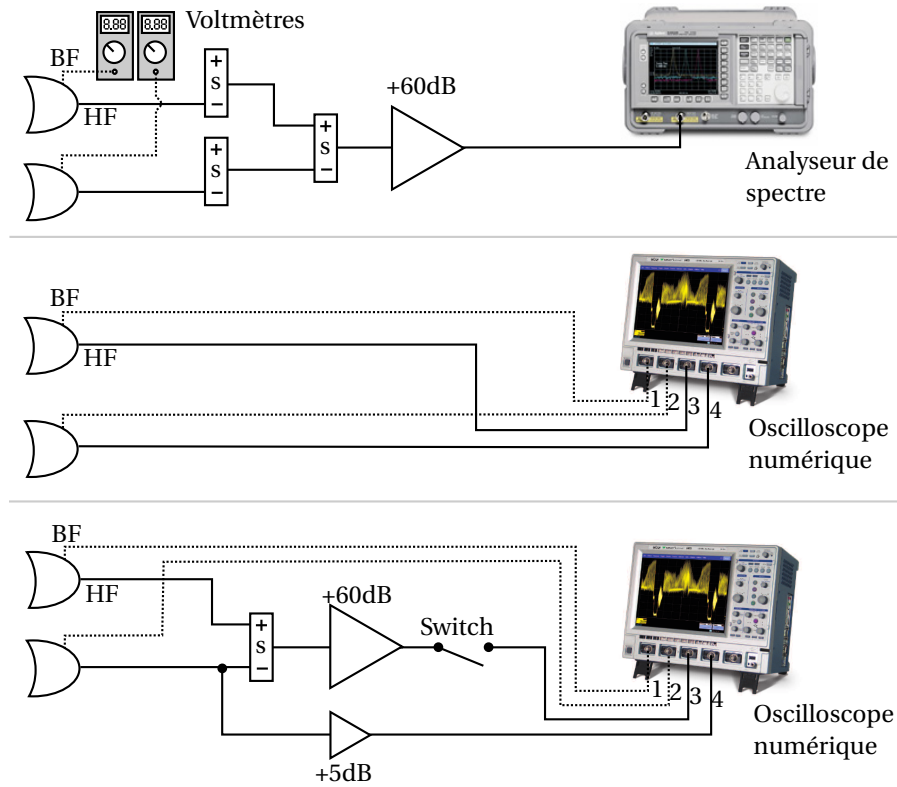 8.88 8.88 Voltmètres
BF
HF
+
S
−
+
S
−
+
S
−
+60dB
Analyseur de
spectre
BF
HF
1 2 3 4
Oscilloscope
numérique
BF
HF
+
S
−
+60dB
Switch
+5dB
1 2 3 4
Oscilloscope
numérique